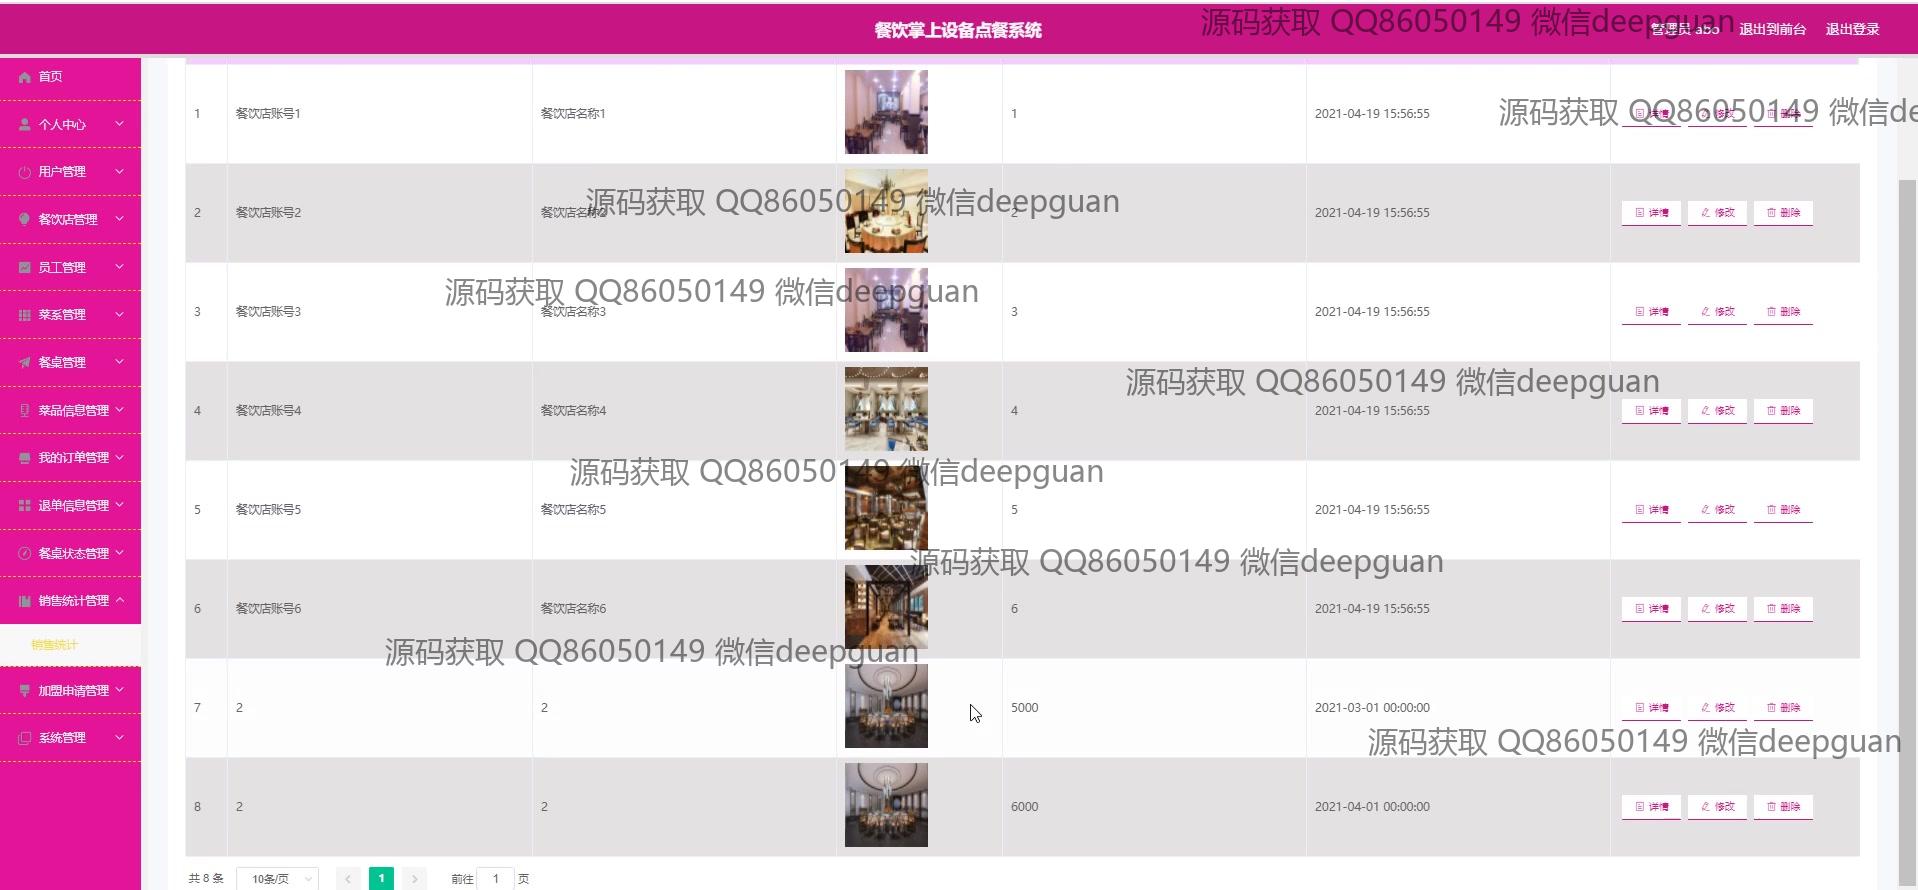 餐饮掌上设备点餐系统
管理员 abo 退出到前台 退出登录
源码获取 QQ86050149 微信deepguan
首页
个人中心
用户管理
餐饮店管理
员工管理
菜系管理
餐桌管理
菜品信息管理
我的订单管理
退单信息管理
餐桌状态管理
销售统计管理
销售统计
加盟申请管理
系统管理
1 餐饮店账号1 餐饮店名称1 1 2021-04-19 15:56:55 详情 修改 删除
源码获取 QQ86050149 微信de
2 餐饮店账号2 餐饮店名称2 2 2021-04-19 15:56:55 详情 修改 删除
源码获取 QQ86050149 微信deepguan
3 餐饮店账号3 餐饮店名称3 3 2021-04-19 15:56:55 详情 修改 删除
源码获取 QQ86050149 微信deepguan
4 餐饮店账号4 餐饮店名称4 4 2021-04-19 15:56:55 详情 修改 删除
源码获取 QQ86050149 微信deepguan
5 餐饮店账号5 餐饮店名称5 5 2021-04-19 15:56:55 详情 修改 删除
源码获取 QQ86050149 微信deepguan
6 餐饮店账号6 餐饮店名称6 6 2021-04-19 15:56:55 详情 修改 删除
源码获取 QQ86050149 微信deepguan
源码获取 QQ86050149 微信deepguan
7 2 2 5000 2021-03-01 00:00:00 详情 修改 删除
源码获取 QQ86050149 微信deepguan
8 2 2 6000 2021-04-01 00:00:00 详情 修改 删除
共 8 条 10条/页 1 前往 1 页